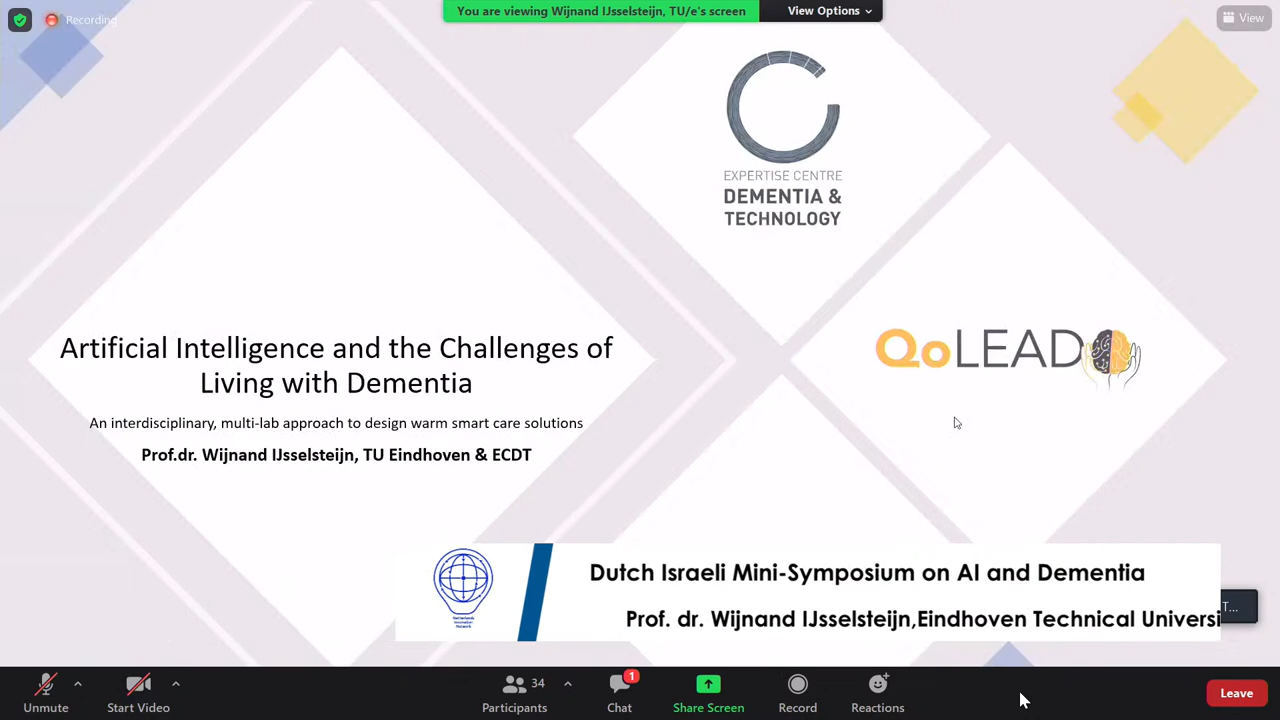 Recording
You are viewing Wijnand IJsselsteijn, TU/e's screen
View Options
View
EXPERTISE CENTRE
DEMENTIA &
TECHNOLOGY
QoLEAD
Artificial Intelligence and the Challenges of
Living with Dementia
An interdisciplinary, multi-lab approach to design warm smart care solutions
Prof.dr. Wijnand IJsselsteijn, TU Eindhoven & ECDT
Dutch Israeli Mini-Symposium on AI and Dementia
Prof. dr. Wijnand IJsselsteijn,Eindhoven Technical Universi
T...
Netherlands
Innovation
Network
Unmute
Start Video
34
Participants
1
Chat
Share Screen
Record
Reactions
Leave